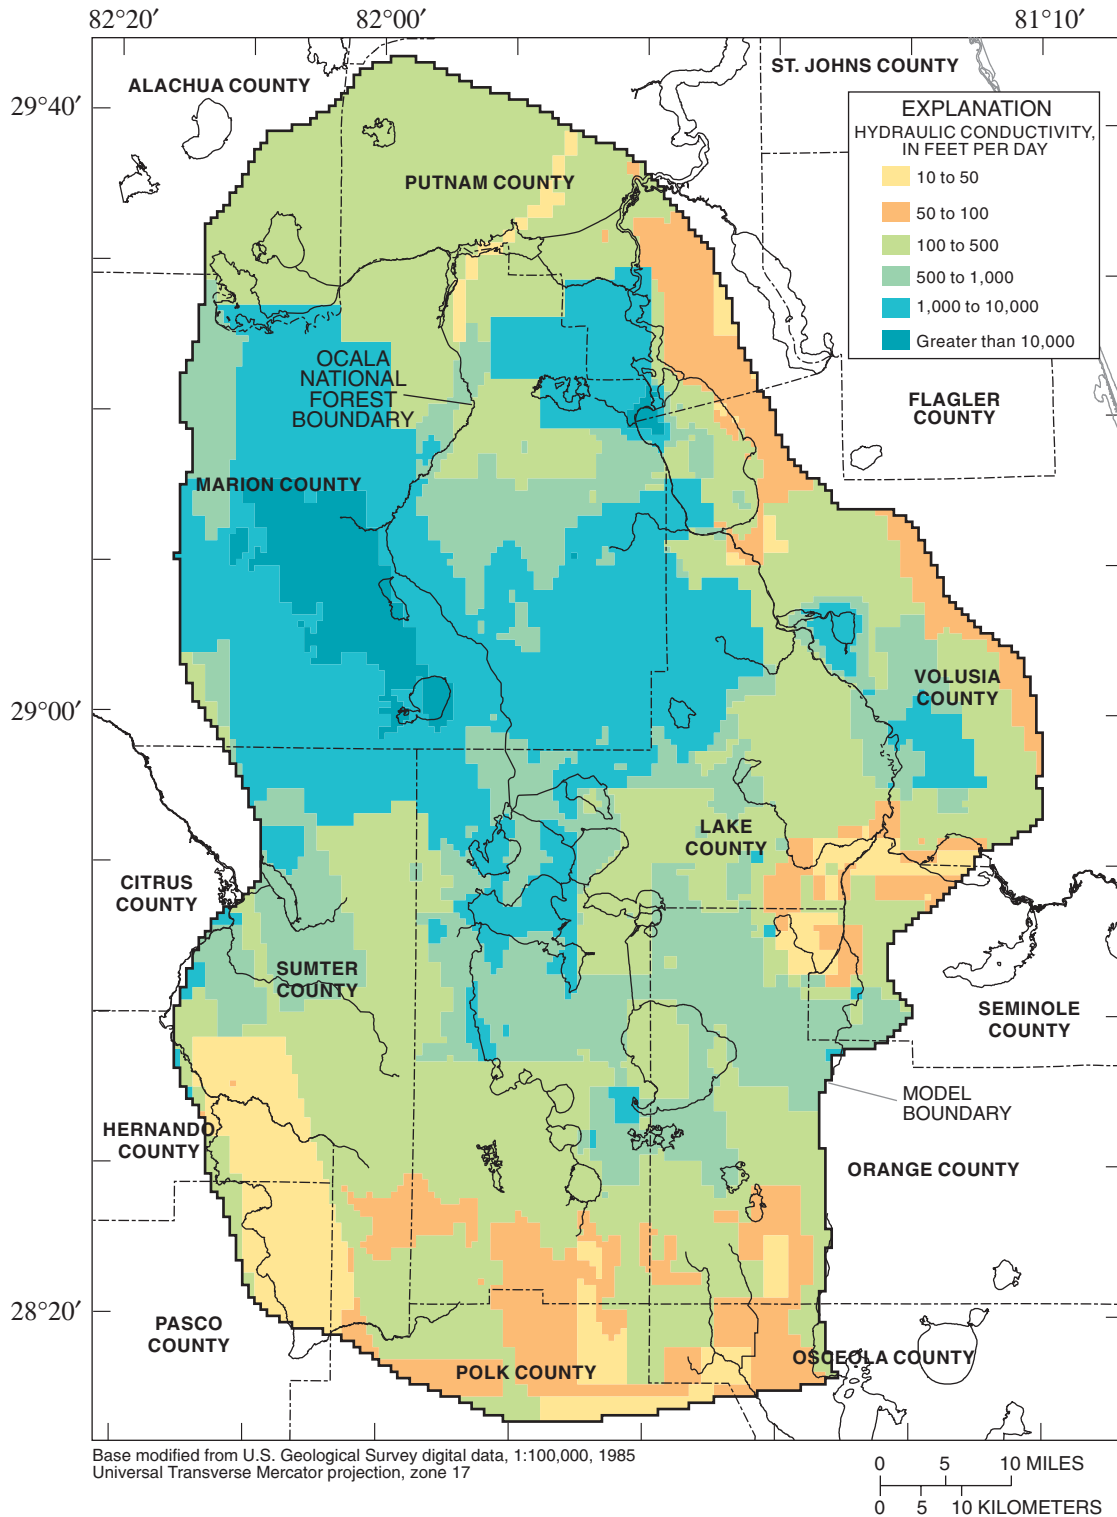 82°20′
82°00′
81°10′
ALACHUA COUNTY
ST. JOHNS COUNTY
29°40′
EXPLANATION
HYDRAULIC CONDUCTIVITY,
IN FEET PER DAY
10 to 50
50 to 100
100 to 500
500 to 1,000
1,000 to 10,000
Greater than 10,000
PUTNAM COUNTY
OCALA
NATIONAL
FOREST
BOUNDARY
FLAGLER
COUNTY
MARION COUNTY
VOLUSIA
COUNTY
29°00′
LAKE
COUNTY
CITRUS
COUNTY
SUMTER
COUNTY
SEMINOLE
COUNTY
MODEL
BOUNDARY
HERNANDO
COUNTY
ORANGE COUNTY
28°20′
PASCO
COUNTY
OSCEOLA COUNTY
POLK COUNTY
Base modified from U.S. Geological Survey digital data, 1:100,000, 1985
Universal Transverse Mercator projection, zone 17
0 5 10 MILES
0 5 10 KILOMETERS